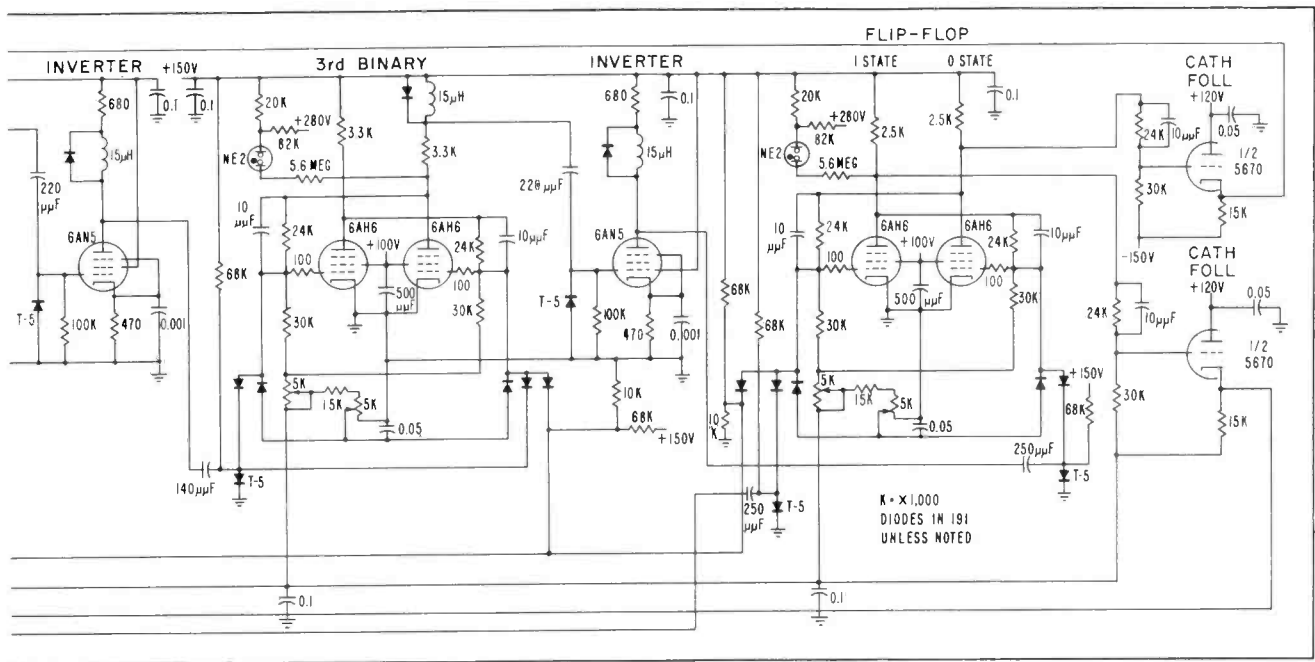 FLIP-FLOP
INVERTER
+150V
3rd BINARY
INVERTER
1 STATE
0 STATE
CATH
FOLL
+120V
680
0.1
0.1
15µH
20K
+280V
82K
NE2
5.6 MEG
3.3K
15µH
3.3K
680
0.1
15µH
20K
+280V
82K
NE2
5.6MEG
2.5K
2.5K
0.1
24K
10µµF
0.05
1/2
5670
30K
15K
-150V
220
µµF
6AN5
T-5
100K
470
0.001
68K
10
µµF
24K
6AH6
+100V
6AH6
24K
10µµF
100
500
µµF
100
30K
30K
5K
15K
5K
0.05
140µµF
T-5
0.1
220µµF
6AN5
T-5
100K
470
0.001
10K
68K
+150V
68K
68K
10
K
250
µµF
T-5
10
µµF
24K
6AH6
+100V
6AH6
24K
10µµF
100
500
µµF
100
30K
30K
5K
15K
5K
0.05
0.1
+150V
68K
250µµF
T-5
CATH
FOLL
+120V
0.05
24K
10µµF
1/2
5670
30K
15K
K = X1,000
DIODES IN 191
UNLESS NOTED